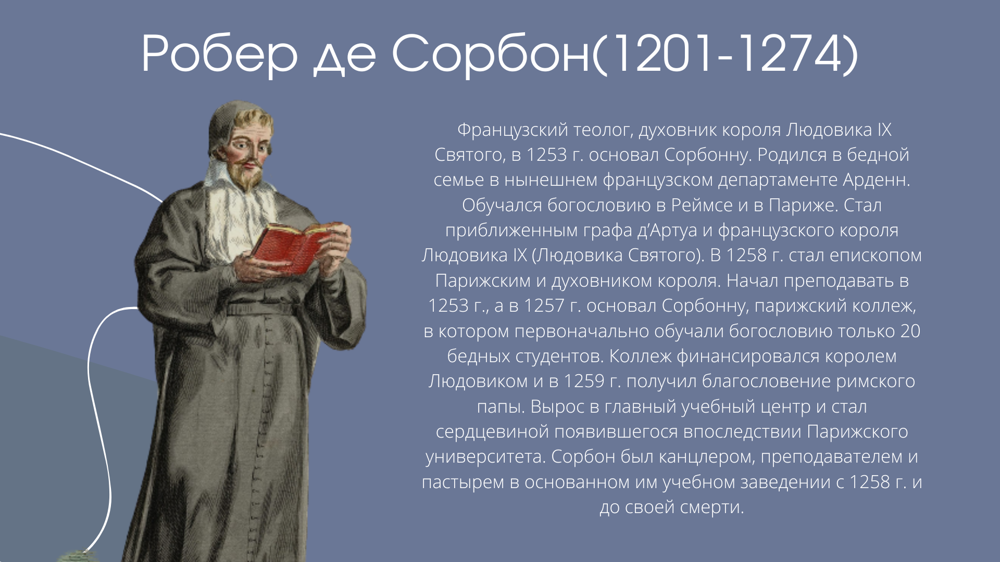 Робер де Сорбон(1201-1274)
Французский теолог, духовник короля Людовика IX
Святого, в 1253 г. основал Сорбонну. Родился в бедной
семье в нынешнем французском департаменте Арденн.
Обучался богословию в Реймсе и в Париже. Стал
приближенным графа д’Артуа и французского короля
Людовика IX (Людовика Святого). В 1258 г. стал епископом
Парижским и духовником короля. Начал преподавать в
1253 г., а в 1257 г. основал Сорбонну, парижский коллеж,
в котором первоначально обучали богословию только 20
бедных студентов. Коллеж финансировался королем
Людовиком и в 1259 г. получил благословение римского
папы. Вырос в главный учебный центр и стал
сердцевиной появившегося впоследствии Парижского
университета. Сорбон был канцлером, преподавателем и
пастырем в основанном им учебном заведении с 1258 г. и
до своей смерти.